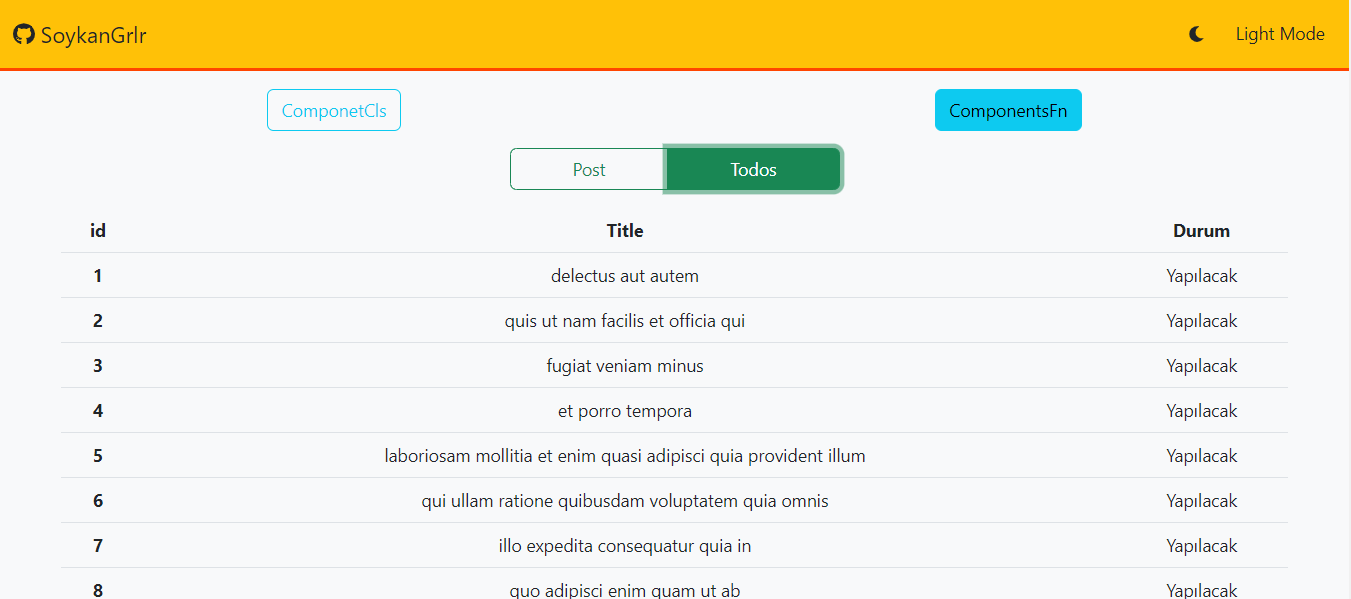 SoykanGrlr Light Mode
ComponetCls ComponentsFn
Post Todos
id Title Durum
1 delectus aut autem Yapılacak
2 quis ut nam facilis et officia qui Yapılacak
3 fugiat veniam minus Yapılacak
4 et porro tempora Yapılacak
5 laboriosam mollitia et enim quasi adipisci quia provident illum Yapılacak
6 qui ullam ratione quibusdam voluptatem quia omnis Yapılacak
7 illo expedita consequatur quia in Yapılacak
8 quo adipisci enim quam ut ab Yapılacak